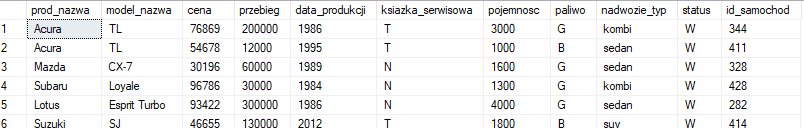 prod_nazwa model_nazwa cena przebieg data_produkcji ksiazka_serwisowa pojemnosc paliwo nadwozie_typ status id_samochod
1 Acura TL 76869 200000 1986 T 3000 G kombi W 344
2 Acura TL 54678 12000 1995 T 1000 B sedan W 411
3 Mazda CX-7 30196 60000 1989 N 1600 G sedan W 328
4 Subaru Loyale 96786 30000 1984 N 1300 G kombi W 428
5 Lotus Esprit Turbo 93422 300000 1986 N 4000 G sedan W 282
6 Suzuki SJ 46655 130000 2012 T 1800 B suv W 414